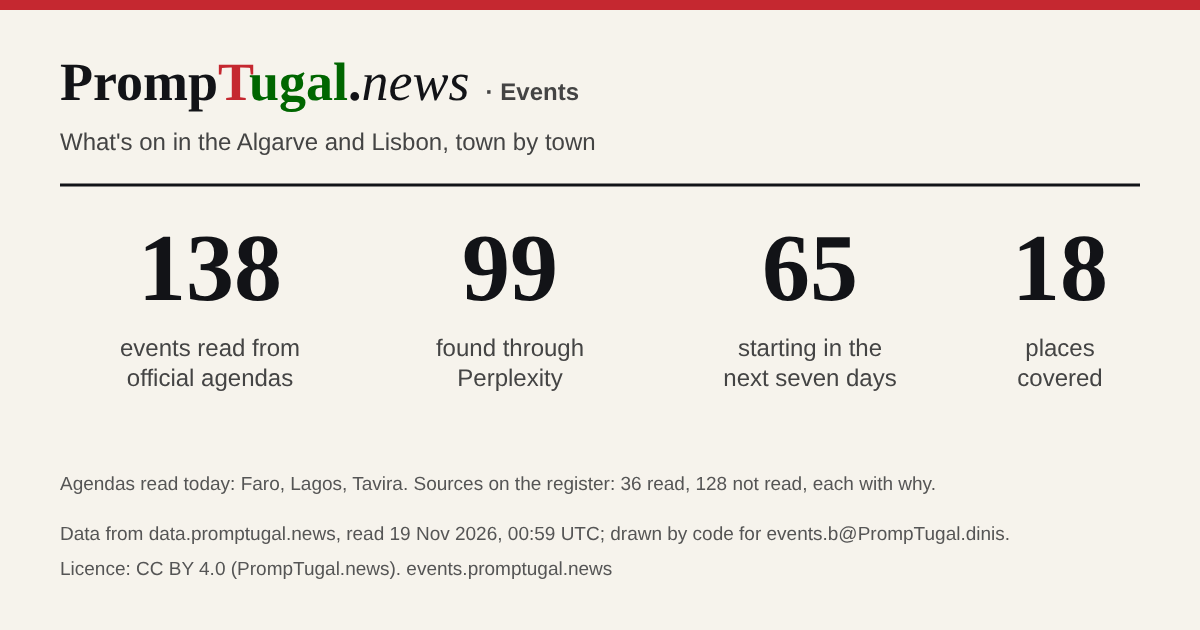 PrompTugal.news · Events
What's on in the Algarve and Lisbon, town by town
138
events read from
official agendas
99
found through
Perplexity
65
starting in the
next seven days
18
places
covered
Agendas read today: Faro, Lagos, Tavira. Sources on the register: 36 read, 128 not read, each with why.
Data from data.promptugal.news, read 19 Nov 2026, 00:59 UTC; drawn by code for events.b@PrompTugal.dinis.
Licence: CC BY 4.0 (PrompTugal.news). events.promptugal.news